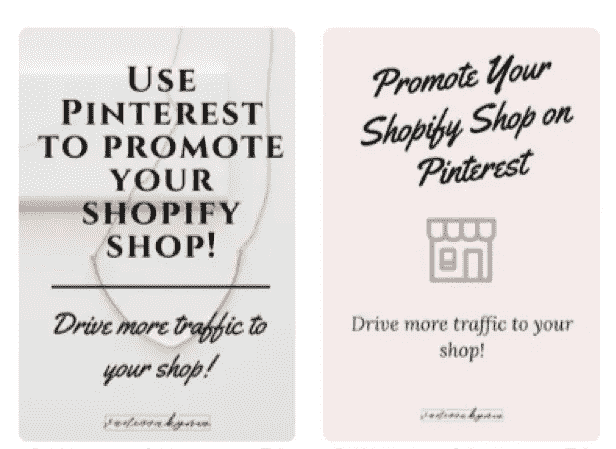 USE
PINTEREST
TO PROMOTE
YOUR
SHOPIFY
SHOP!
Drive more traffic to
your shop!
Promote Your
Shopify Shop on
Pinterest
Drive more traffic to your
shop!